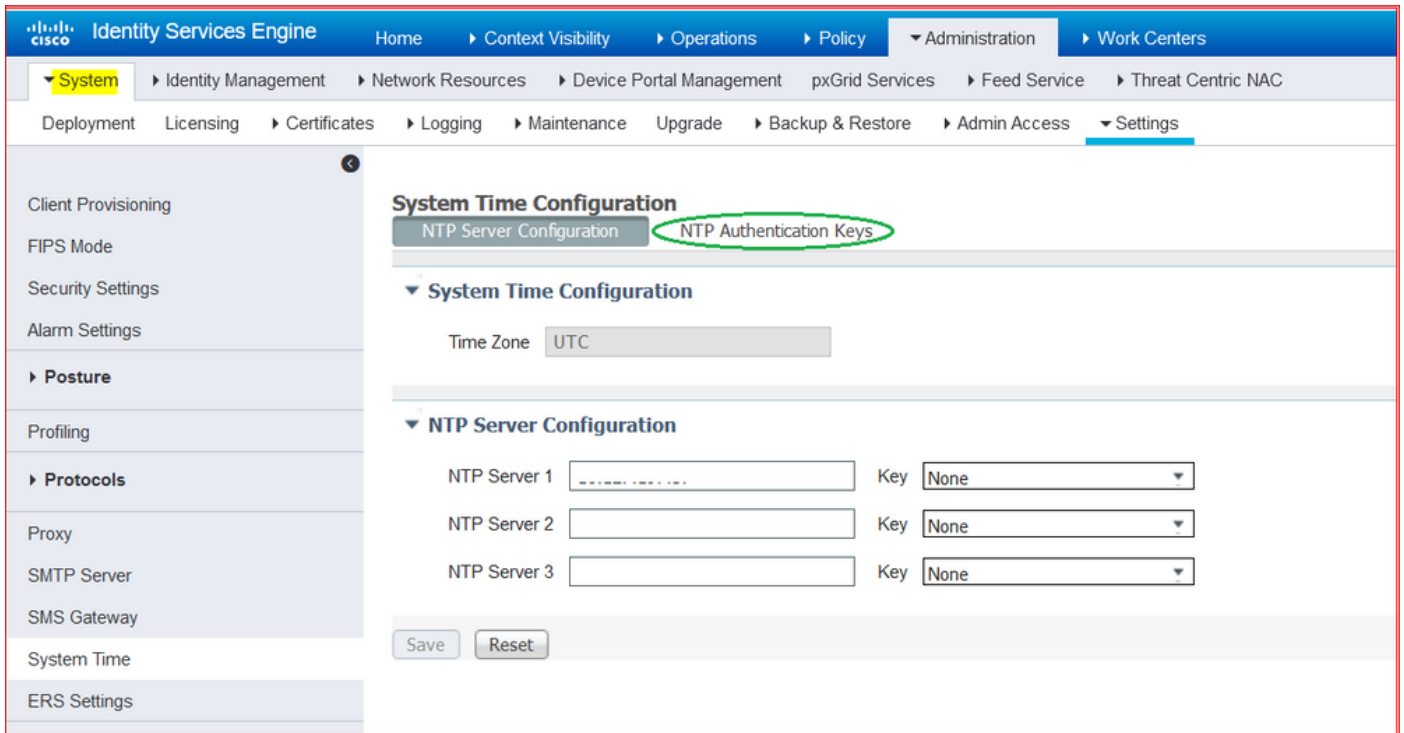 CISCO Identity Services Engine Home Context Visibility Operations Policy Administration Work Centers
System Identity Management Network Resources Device Portal Management pxGrid Services Feed Service Threat Centric NAC
Deployment Licensing Certificates Logging Maintenance Upgrade Backup & Restore Admin Access Settings
Client Provisioning
FIPS Mode
Security Settings
Alarm Settings
Posture
Profiling
Protocols
Proxy
SMTP Server
SMS Gateway
System Time
ERS Settings
System Time Configuration
NTP Server Configuration NTP Authentication Keys
System Time Configuration
Time Zone UTC
NTP Server Configuration
NTP Server 1 Key None
NTP Server 2 Key None
NTP Server 3 Key None
Save Reset